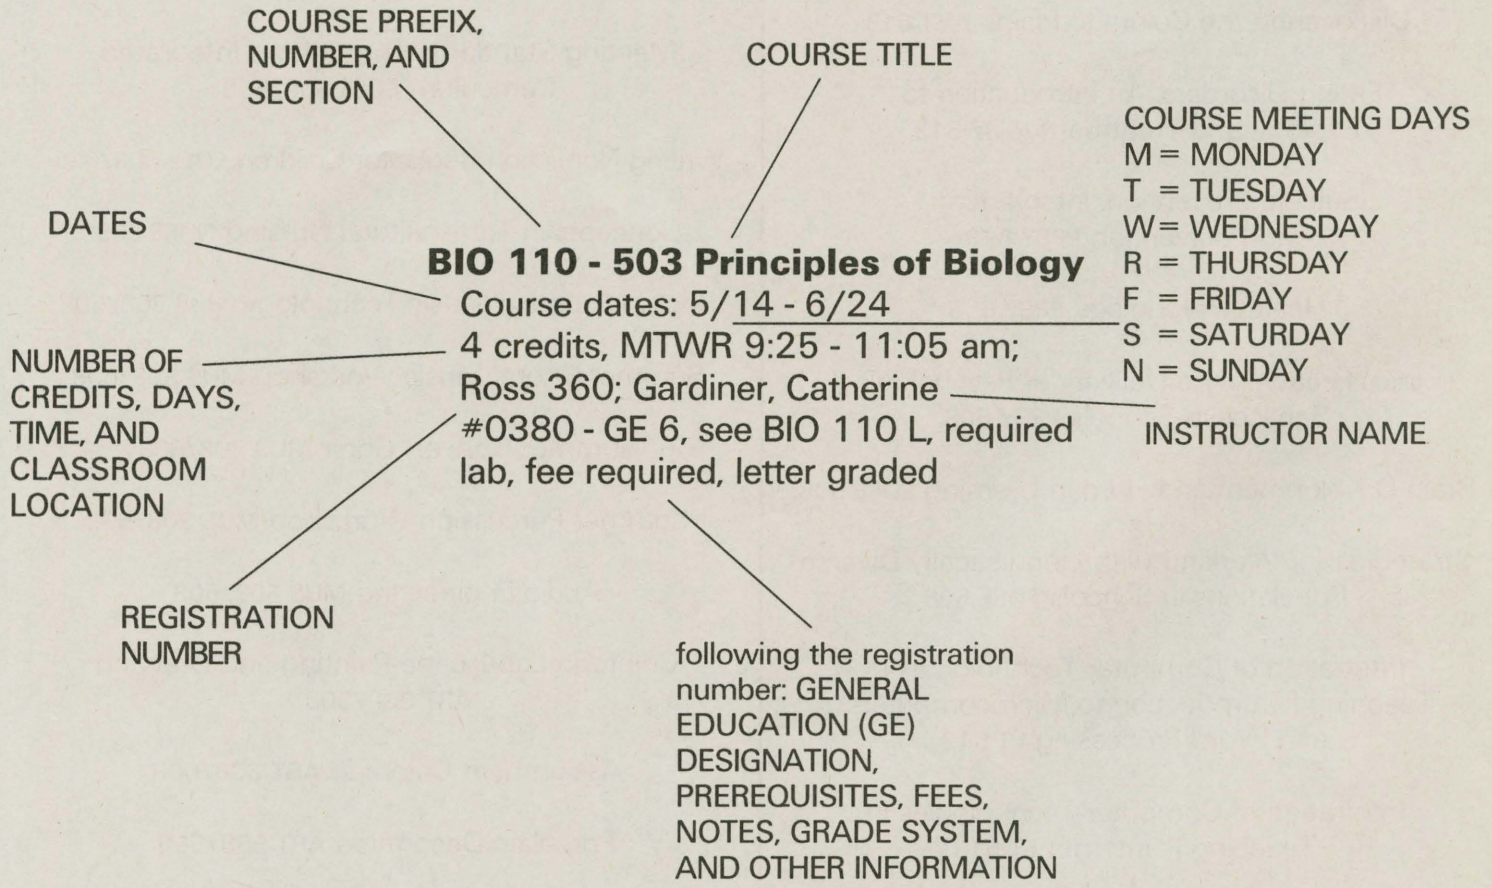 COURSE PREFIX,
NUMBER, AND
SECTION
COURSE TITLE
COURSE MEETING DAYS
M = MONDAY
T = TUESDAY
W = WEDNESDAY
R = THURSDAY
F = FRIDAY
S = SATURDAY
N = SUNDAY
DATES
BIO 110 - 503 Principles of Biology
Course dates: 5/14 - 6/24
4 credits, MTWR 9:25 - 11:05 am;
Ross 360; Gardiner, Catherine
#0380 - GE 6, see BIO 110 L, required
lab, fee required, letter graded
NUMBER OF
CREDITS, DAYS,
TIME, AND
CLASSROOM
LOCATION
INSTRUCTOR NAME
REGISTRATION
NUMBER
following the registration
number: GENERAL
EDUCATION (GE)
DESIGNATION,
PREREQUISITES, FEES,
NOTES, GRADE SYSTEM,
AND OTHER INFORMATION